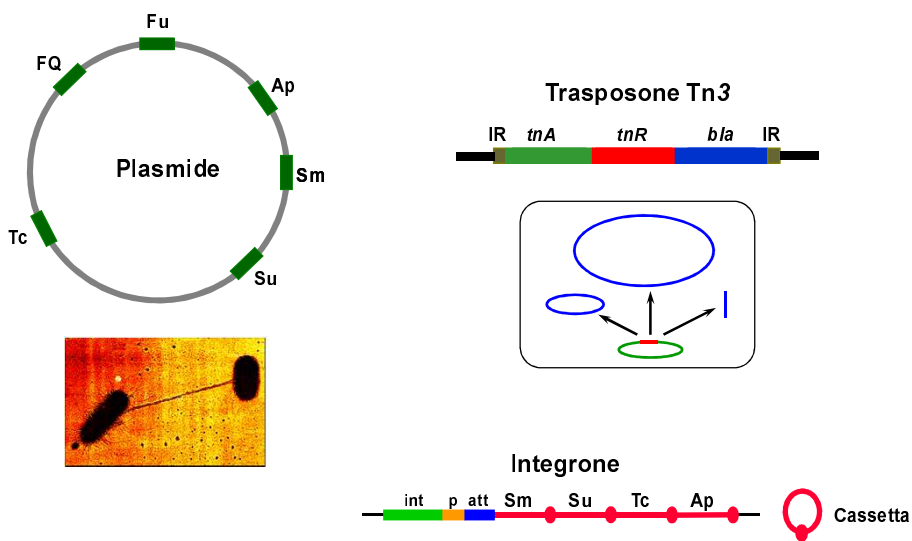 Fu
FQ
Ap
Plasmide
Sm
Tc
Su
Trasposone Tn3
IR tnA tnR bla IR
Integrone
int p att Sm Su Tc Ap
Cassetta